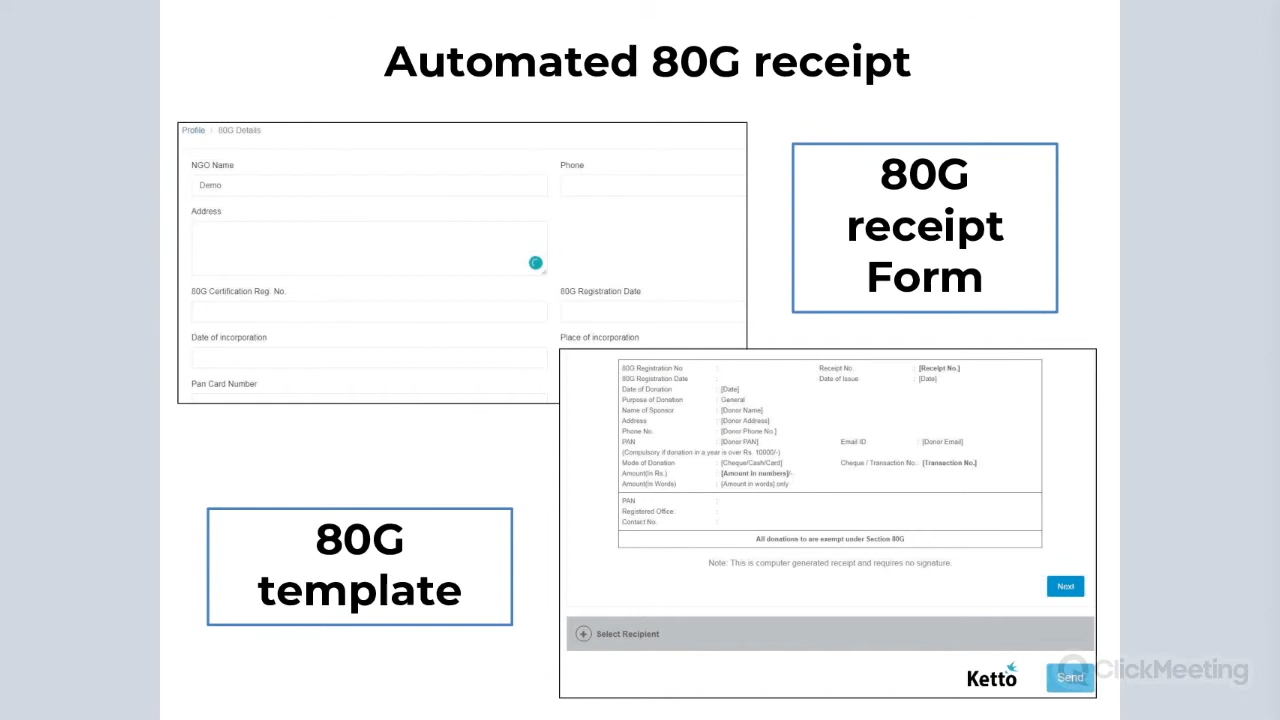 Automated 80G receipt
Profile / 80G Details
NGO Name
Phone
Demo
Address
80G Certification Reg. No.
80G Registration Date
Date of incorporation
Place of incorporation
Pan Card Number
80G
receipt
Form
80G Registration No :
Receipt No. : [Receipt No.]
80G Registration Date :
Date of Issue : [Date]
Date of Donation : [Date]
Purpose of Donation : General
Name of Sponsor : [Donor Name]
Address : [Donor Address]
Phone No. : [Donor Phone No.]
PAN : [Donor PAN]
Email ID : [Donor Email]
(Compulsory if donation in a year is over Rs. 10000/-)
Mode of Donation : [Cheque/Cash/Card]
Cheque / Transaction No.: [Transaction No.]
Amount(In Rs.) : [Amount in numbers]/-
Amount(In Words) : [Amount in words] only
PAN :
Registered Office :
Contact No. :
All donations to are exempt under Section 80G
Note: This is computer generated receipt and requires no signature.
Next
80G
template
Select Recipient
Ketto
Send
ClickMeeting